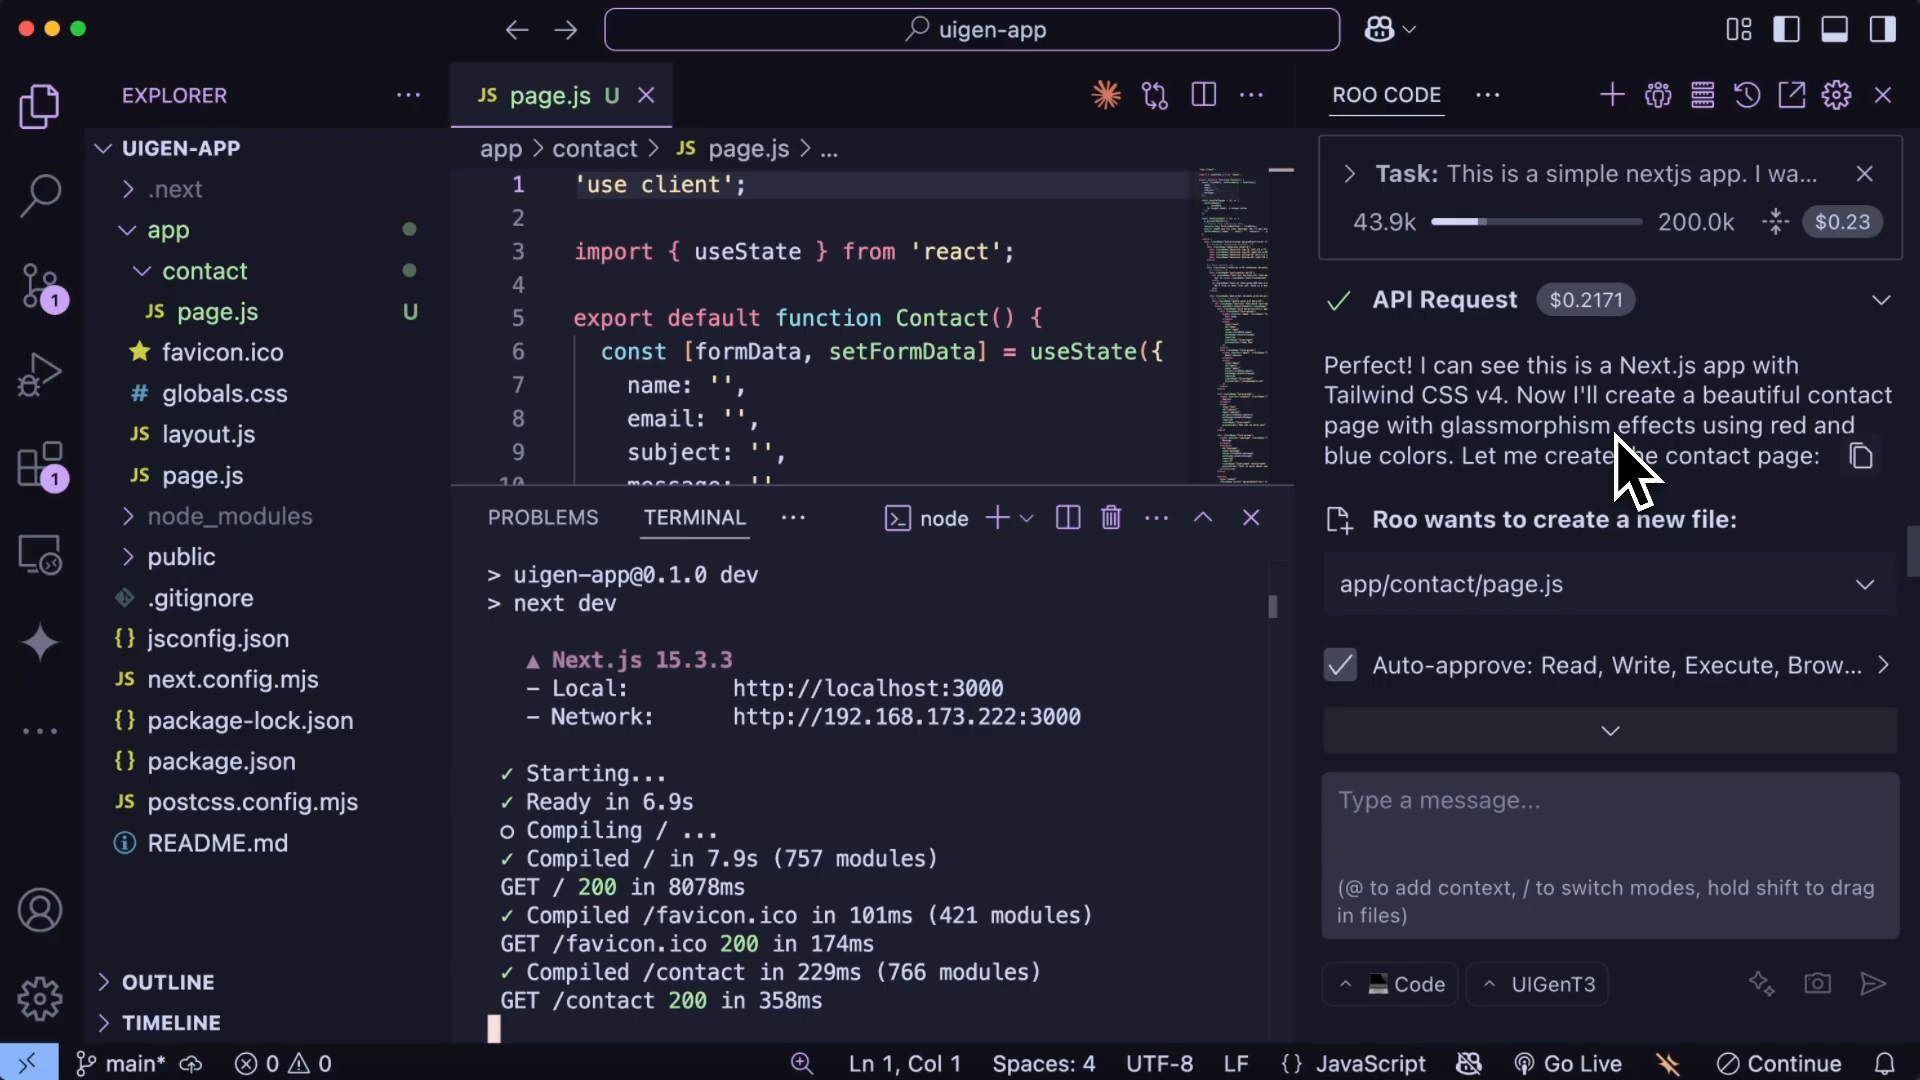 uigen-app
EXPLORER
UIGEN-APP
.next
app
contact
JS page.js U
favicon.ico
# globals.css
JS layout.js
JS page.js
node_modules
public
.gitignore
{} jsconfig.json
JS next.config.mjs
{} package-lock.json
{} package.json
JS postcss.config.mjs
README.md
OUTLINE
TIMELINE
1
1
JS page.js U
app > contact > JS page.js > ...
1 'use client';
2
3 import { useState } from 'react';
4
5 export default function Contact() {
6 const [formData, setFormData] = useState({
7 name: '',
8 email: '',
9 subject: '',
10 message: ''
PROBLEMS TERMINAL ... node
> uigen-app@0.1.0 dev
> next dev
▲ Next.js 15.3.3
- Local: http://localhost:3000
- Network: http://192.168.173.222:3000
✓ Starting...
✓ Ready in 6.9s
○ Compiling / ...
✓ Compiled / in 7.9s (757 modules)
GET / 200 in 8078ms
✓ Compiled /favicon.ico in 101ms (421 modules)
GET /favicon.ico 200 in 174ms
✓ Compiled /contact in 229ms (766 modules)
GET /contact 200 in 358ms
ROO CODE
Task: This is a simple nextjs app. I wa...
43.9k 200.0k $0.23
API Request $0.2171
Perfect! I can see this is a Next.js app with
Tailwind CSS v4. Now I'll create a beautiful contact
page with glassmorphism effects using red and
blue colors. Let me create the contact page:
Roo wants to create a new file:
app/contact/page.js
Auto-approve: Read, Write, Execute, Brow...
Type a message...
(@ to add context, / to switch modes, hold shift to drag
in files)
Code UIGenT3
main* 0 0 Ln 1, Col 1 Spaces: 4 UTF-8 LF {} JavaScript Go Live Continue